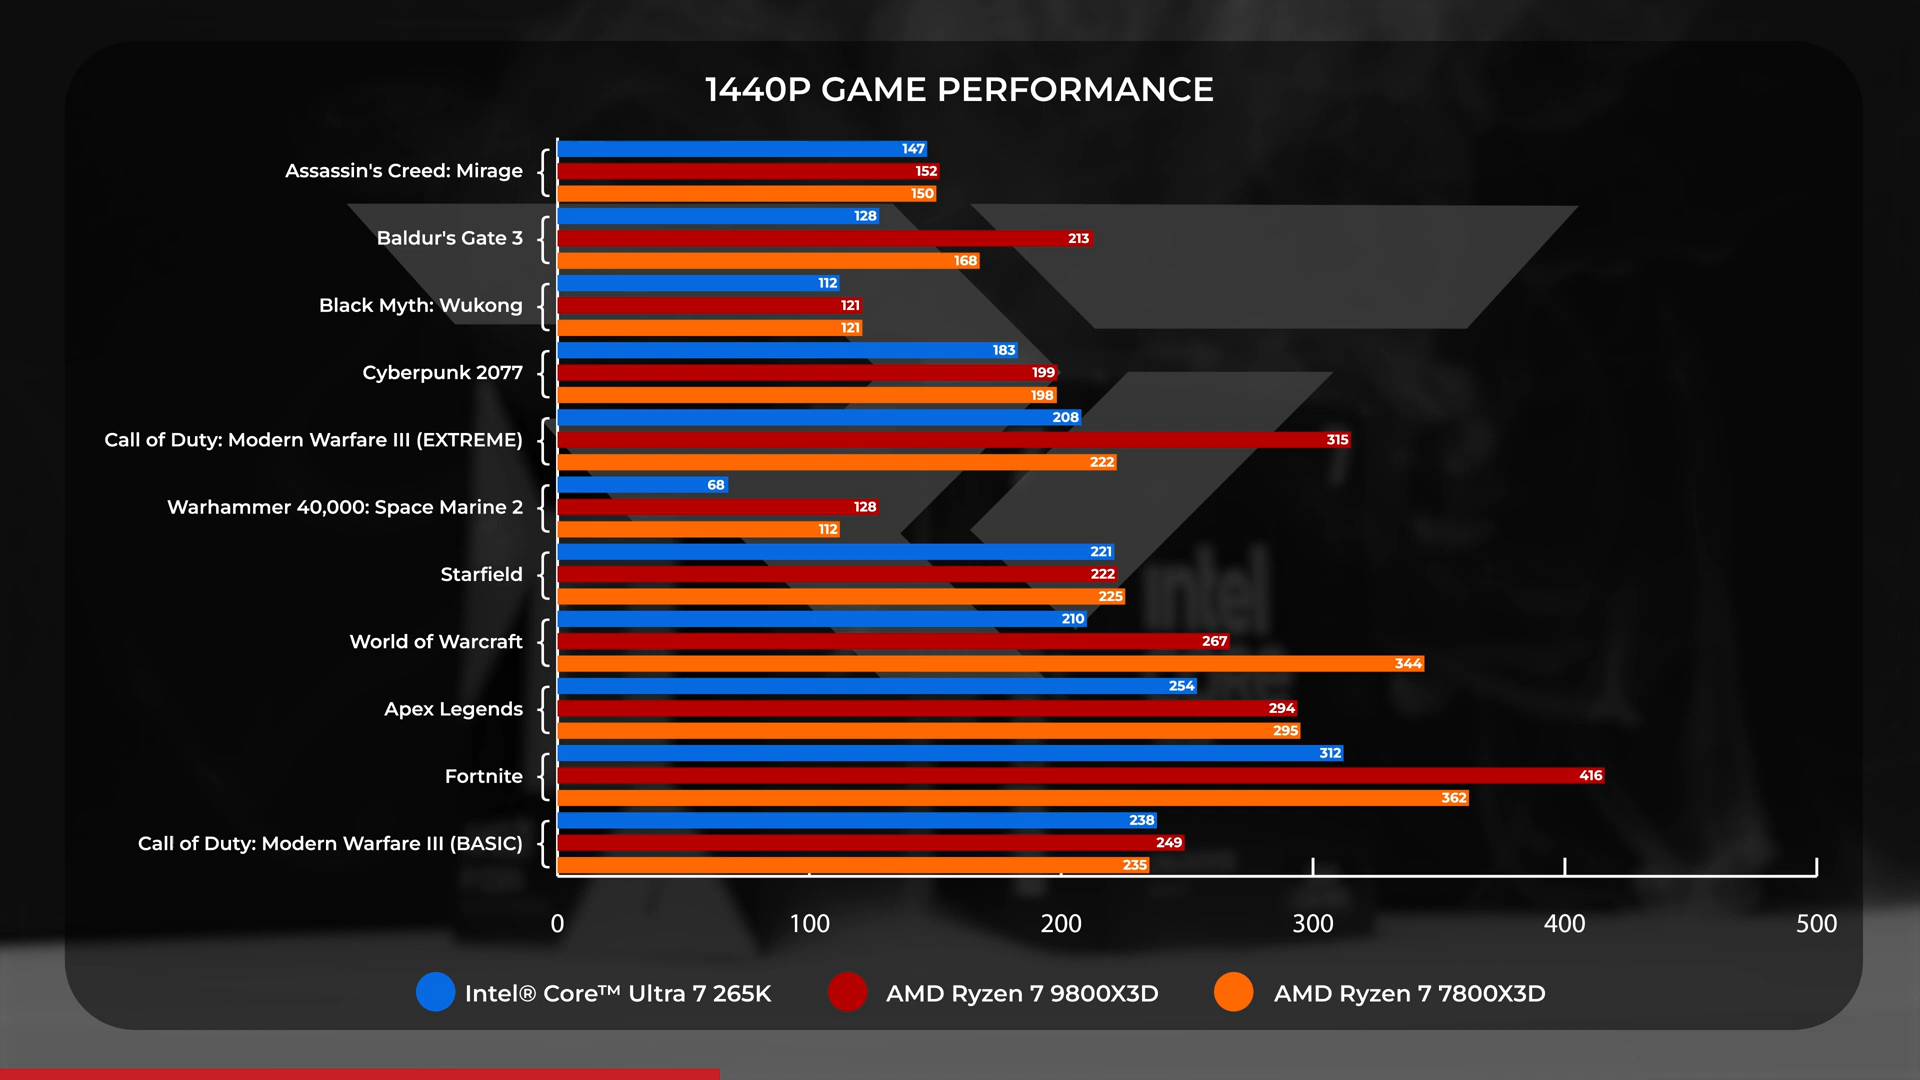 1440P GAME PERFORMANCE
Assassin's Creed: Mirage
147
152
150
Baldur's Gate 3
128
213
168
Black Myth: Wukong
112
121
121
Cyberpunk 2077
183
199
198
Call of Duty: Modern Warfare III (EXTREME)
208
315
222
Warhammer 40,000: Space Marine 2
68
128
112
Starfield
221
222
225
World of Warcraft
210
267
344
Apex Legends
254
294
295
Fortnite
312
416
362
Call of Duty: Modern Warfare III (BASIC)
238
249
235
0 100 200 300 400 500
Intel® Core™ Ultra 7 265K AMD Ryzen 7 9800X3D AMD Ryzen 7 7800X3D
intel